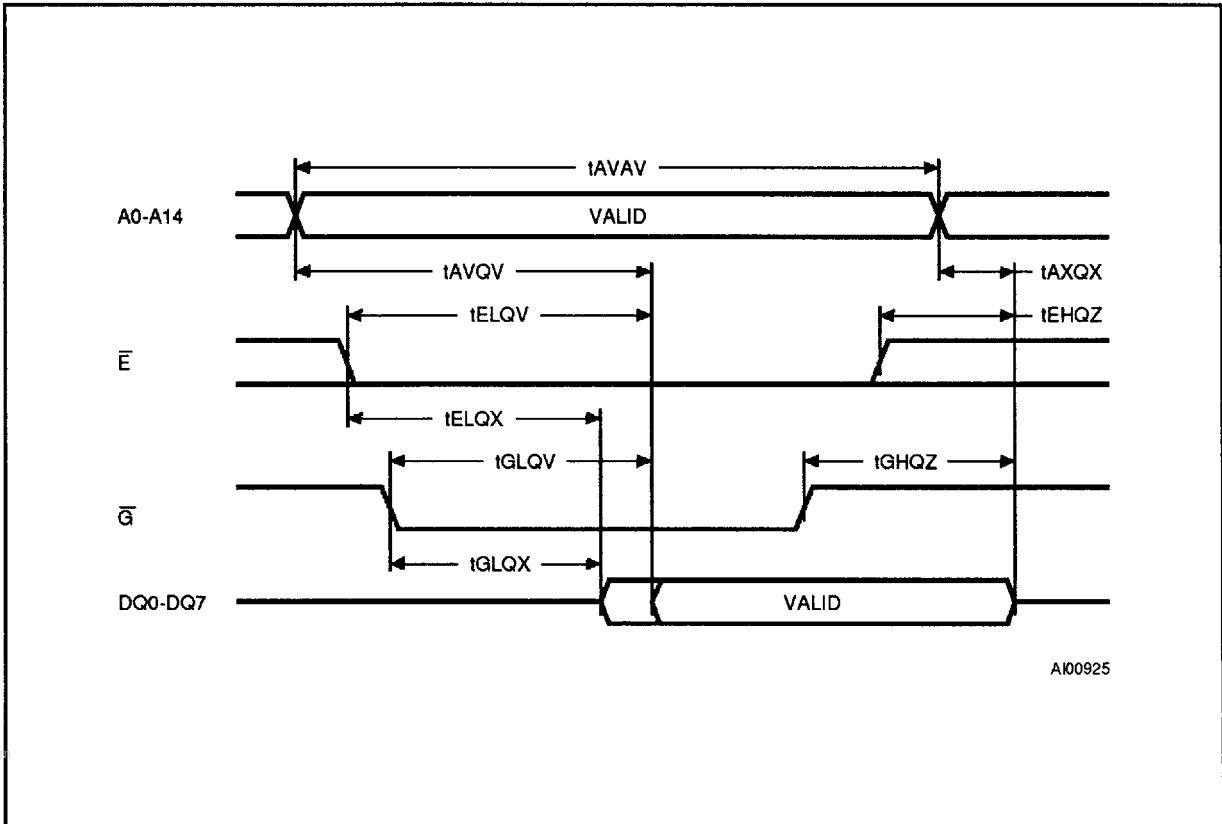 tAVAV
A0-A14
VALID
tAVQV
tAXQX
tELQV
tEHQZ
E̅
tELQX
tGLQV
tGHQZ
G̅
tGLQX
DQ0-DQ7
VALID
AI00925